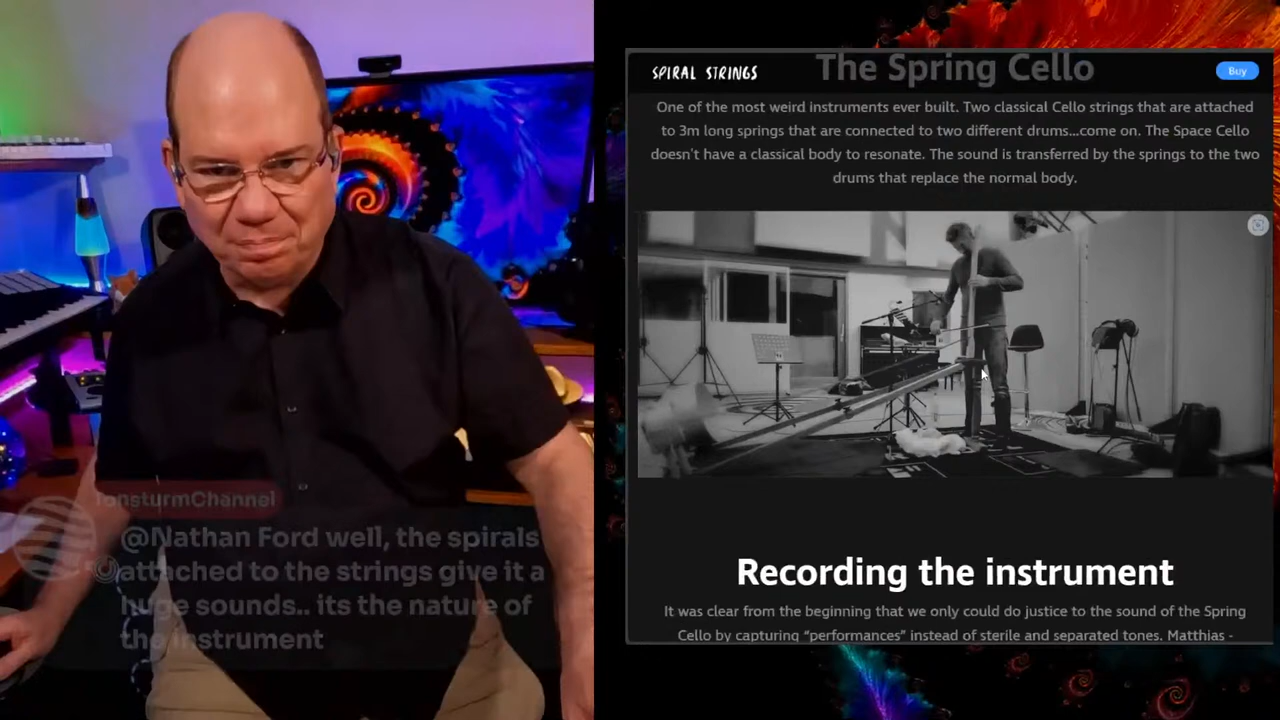 The Spring Cello
SPIRAL STRINGS
Buy
One of the most weird instruments ever built. Two classical Cello strings that are attached
to 3m long springs that are connected to two different drums...come on. The Space Cello
doesn't have a classical body to resonate. The sound is transferred by the springs to the two
drums that replace the normal body.
Recording the instrument
It was clear from the beginning that we only could do justice to the sound of the Spring
Cello by capturing “performances” instead of sterile and separated tones. Matthias -
TonsturmChannel
@Nathan Ford well, the spirals
attached to the strings give it a
huge sounds.. its the nature of
the instrument